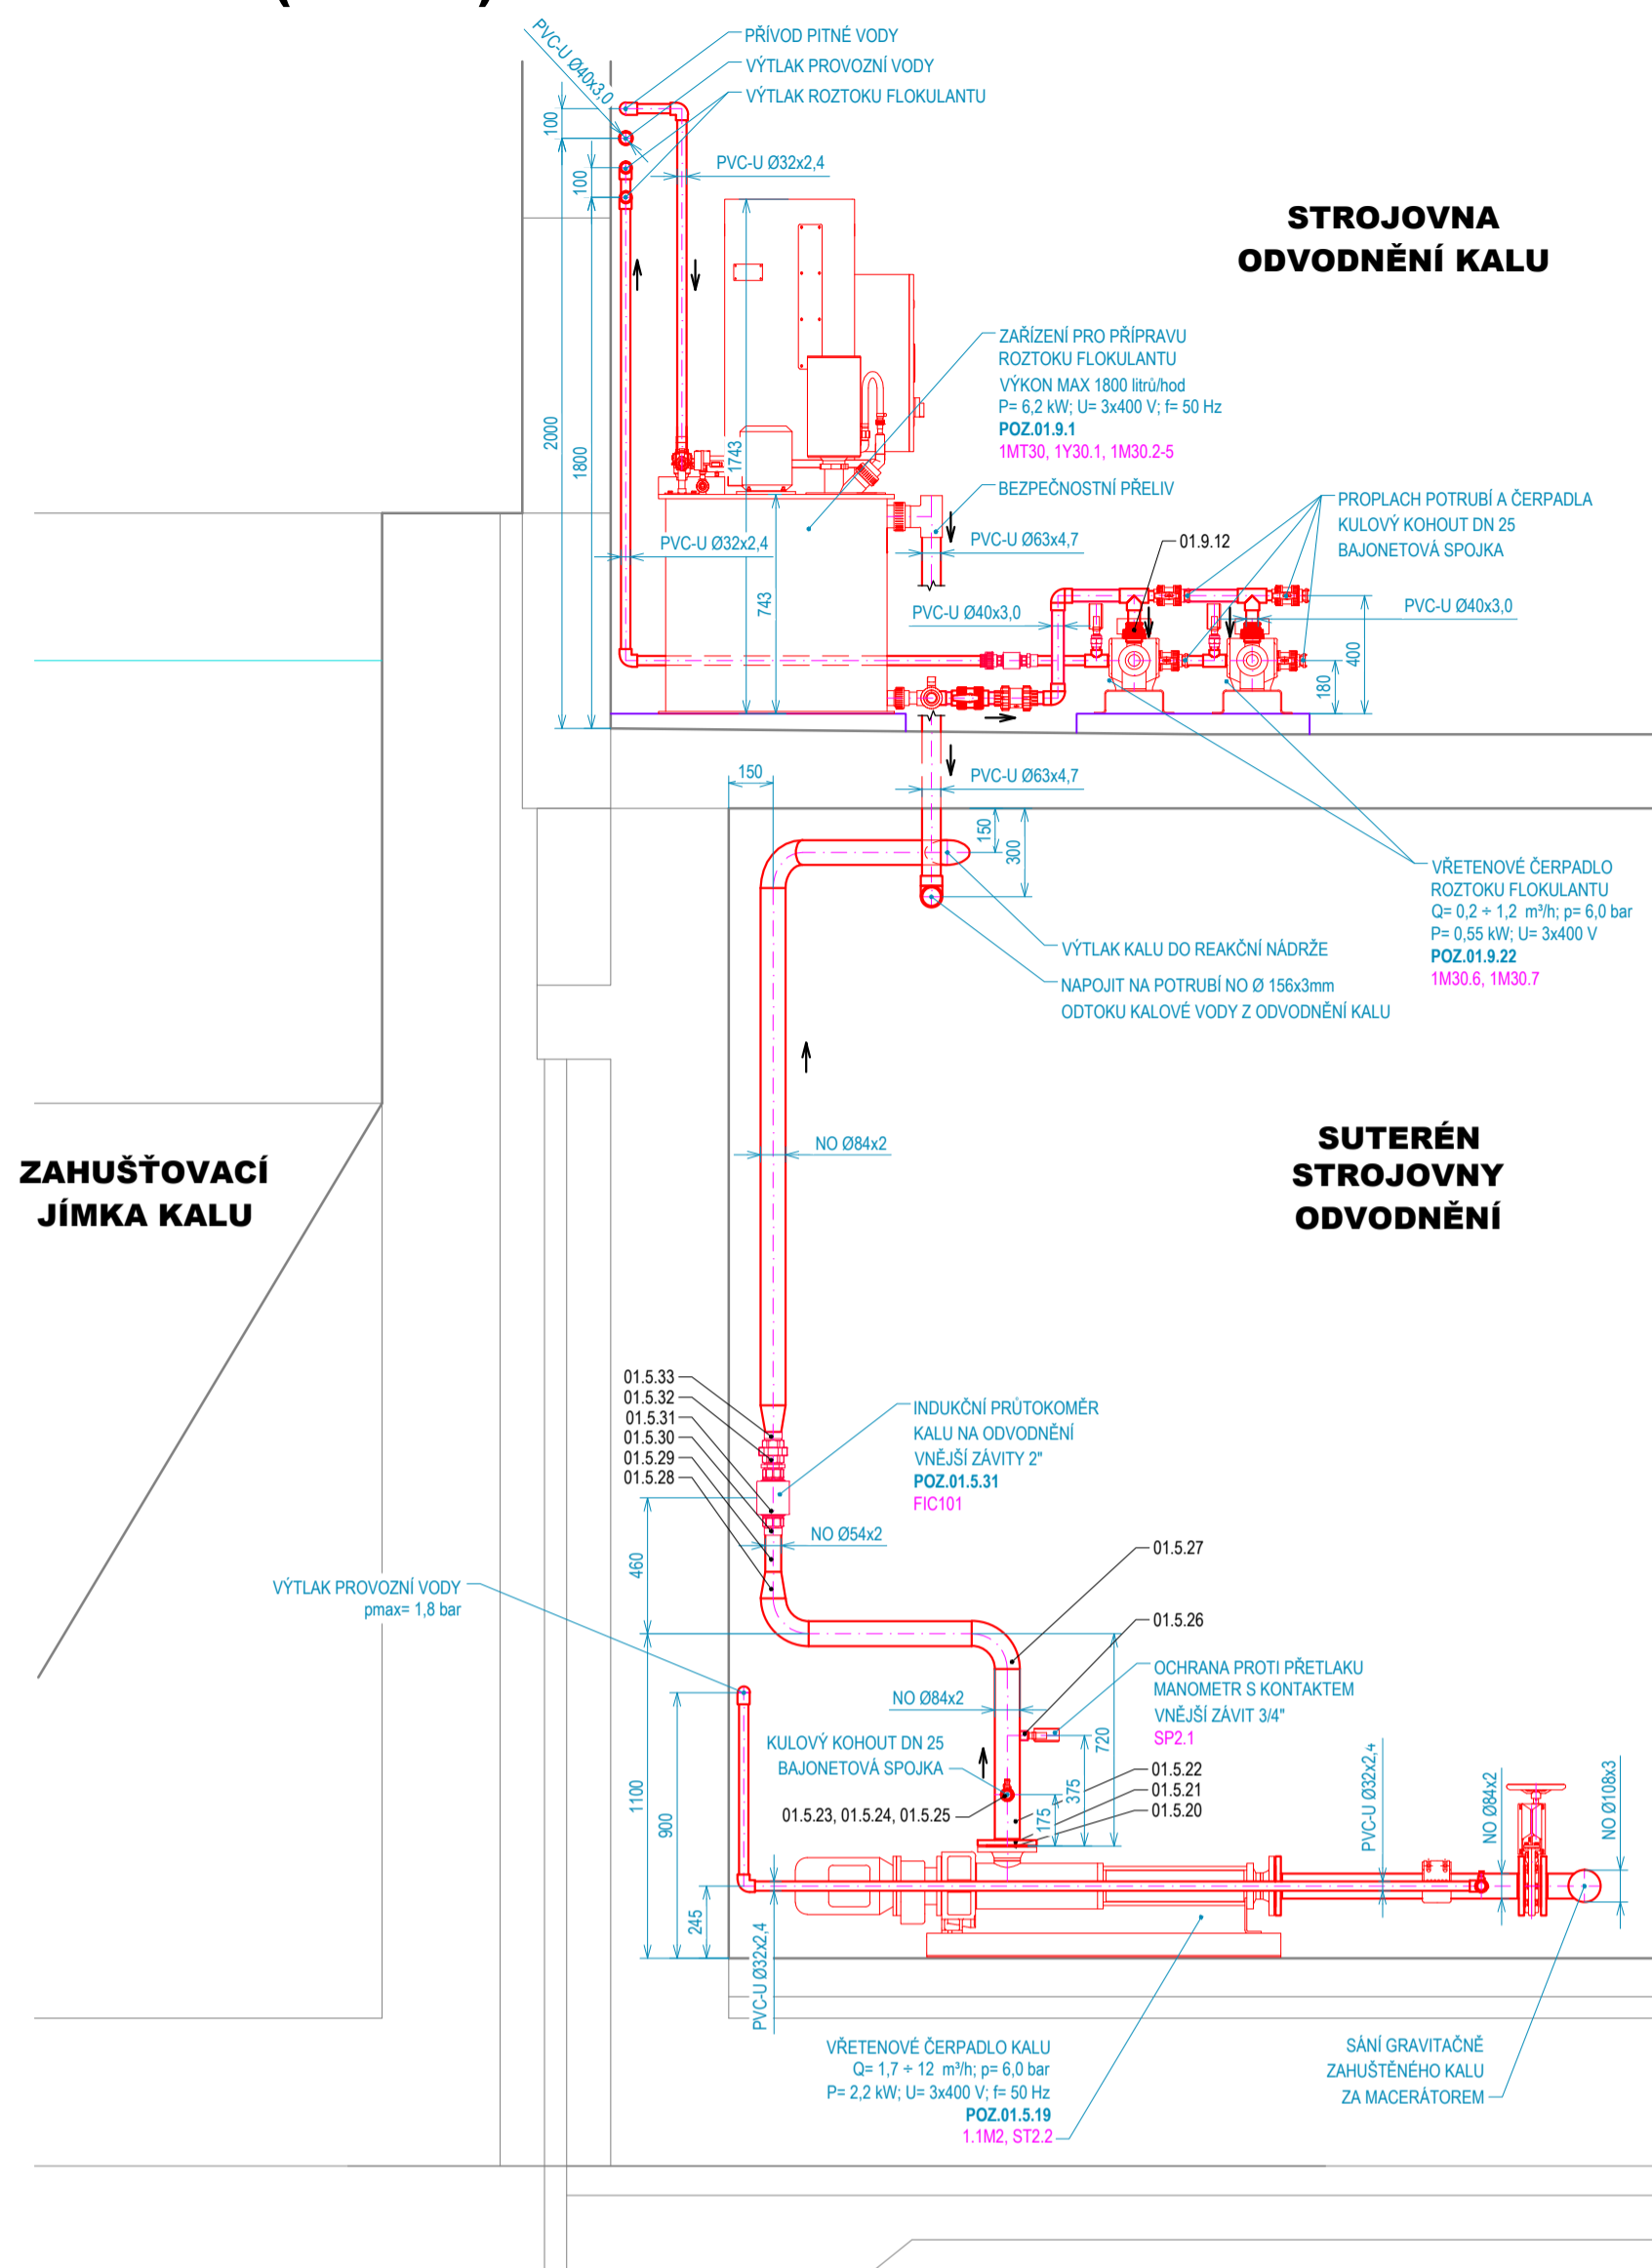 PŘÍVOD PITNÉ VODY
VÝTLAK PROVOZNÍ VODY
VÝTLAK ROZTOKU FLOKULANTU
PVC-U Ø40x3,0
100
100
PVC-U Ø32x2,4
STROJOVNA
ODVODNĚNÍ KALU
ZAŘÍZENÍ PRO PŘÍPRAVU
ROZTOKU FLOKULANTU
VÝKON MAX 1800 litrů/hod
P= 6,2 kW; U= 3x400 V; f= 50 Hz
POZ.01.9.1
1MT30, 1Y30.1, 1M30.2-5
2000
1800
1743
BEZPEČNOSTNÍ PŘELIV
PROPLACH POTRUBÍ A ČERPADLA
KULOVÝ KOHOUT DN 25
BAJONETOVÁ SPOJKA
PVC-U Ø32x2,4
PVC-U Ø63x4,7
01.9.12
743
PVC-U Ø40x3,0
PVC-U Ø40x3,0
400
180
150
PVC-U Ø63x4,7
150
300
VŘETENOVÉ ČERPADLO
ROZTOKU FLOKULANTU
Q= 0,2 ÷ 1,2 m³/h; p= 6,0 bar
P= 0,55 kW; U= 3x400 V
POZ.01.9.22
1M30.6, 1M30.7
VÝTLAK KALU DO REAKČNÍ NÁDRŽE
NAPOJIT NA POTRUBÍ NO Ø 156x3mm
ODTOKU KALOVÉ VODY Z ODVODNĚNÍ KALU
NO Ø84x2
SUTERÉN
STROJOVNY
ODVODNĚNÍ
ZAHUŠŤOVACÍ
JÍMKA KALU
01.5.33
01.5.32
01.5.31
01.5.30
01.5.29
01.5.28
INDUKČNÍ PRŮTOKOMĚR
KALU NA ODVODNĚNÍ
VNĚJŠÍ ZÁVITY 2"
POZ.01.5.31
FIC101
NO Ø54x2
460
01.5.27
VÝTLAK PROVOZNÍ VODY
pmax= 1,8 bar
01.5.26
OCHRANA PROTI PŘETLAKU
MANOMETR S KONTAKTEM
VNĚJŠÍ ZÁVIT 3/4"
SP2.1
NO Ø84x2
720
KULOVÝ KOHOUT DN 25
BAJONETOVÁ SPOJKA
01.5.23, 01.5.24, 01.5.25
375
175
01.5.22
01.5.21
01.5.20
1100
900
245
PVC-U Ø32x2,4
NO Ø84x2
NO Ø108x3
PVC-U Ø32x2,4
VŘETENOVÉ ČERPADLO KALU
Q= 1,7 ÷ 12 m³/h; p= 6,0 bar
P= 2,2 kW; U= 3x400 V; f= 50 Hz
POZ.01.5.19
1.1M2, ST2.2
SÁNÍ GRAVITAČNĚ
ZAHUŠTĚNÉHO KALU
ZA MACERÁTOREM